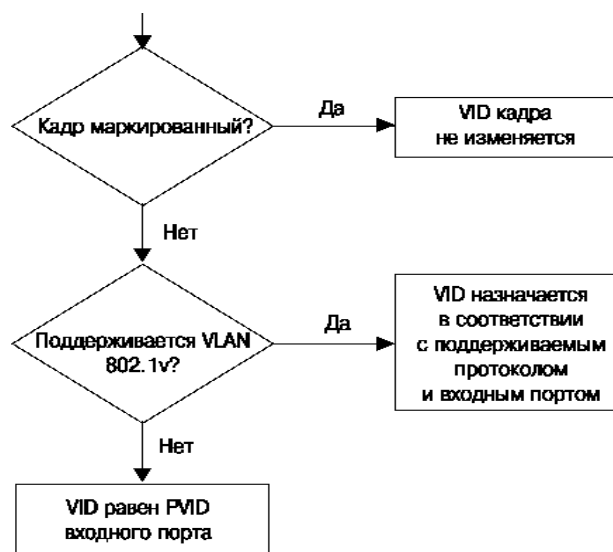 Кадр маркированный?
Да
VID кадра
не изменяется
Нет
Поддерживается VLAN
802.1v?
Да
VID назначается
в соответствии
с поддерживаемым
протоколом
и входным портом
Нет
VID равен PVID
входного порта